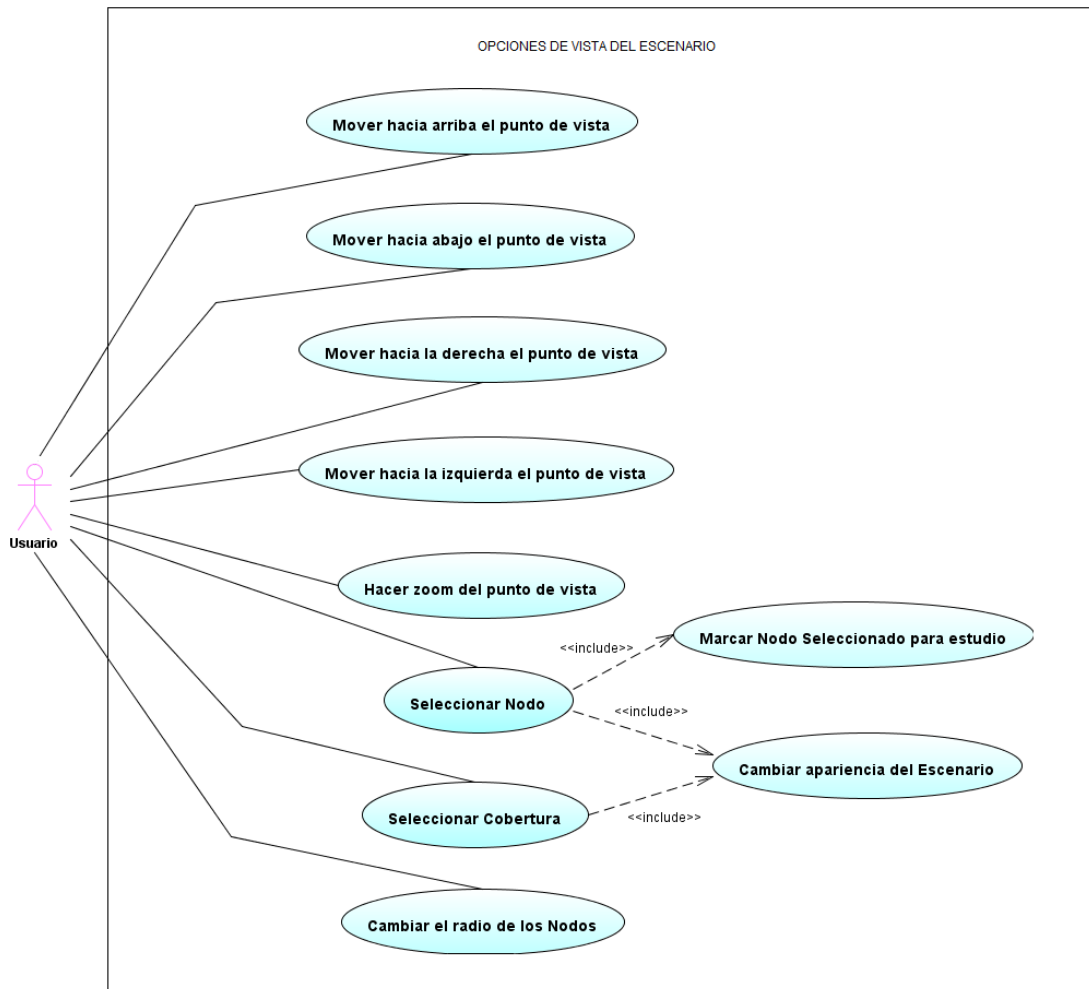 OPCIONES DE VISTA DEL ESCENARIO
Mover hacia arriba el punto de vista
Mover hacia abajo el punto de vista
Mover hacia la derecha el punto de vista
Mover hacia la izquierda el punto de vista
Usuario
Hacer zoom del punto de vista
Marcar Nodo Seleccionado para estudio
<<include>>
Seleccionar Nodo
<<include>>
Cambiar apariencia del Escenario
Seleccionar Cobertura
<<include>>
Cambiar el radio de los Nodos